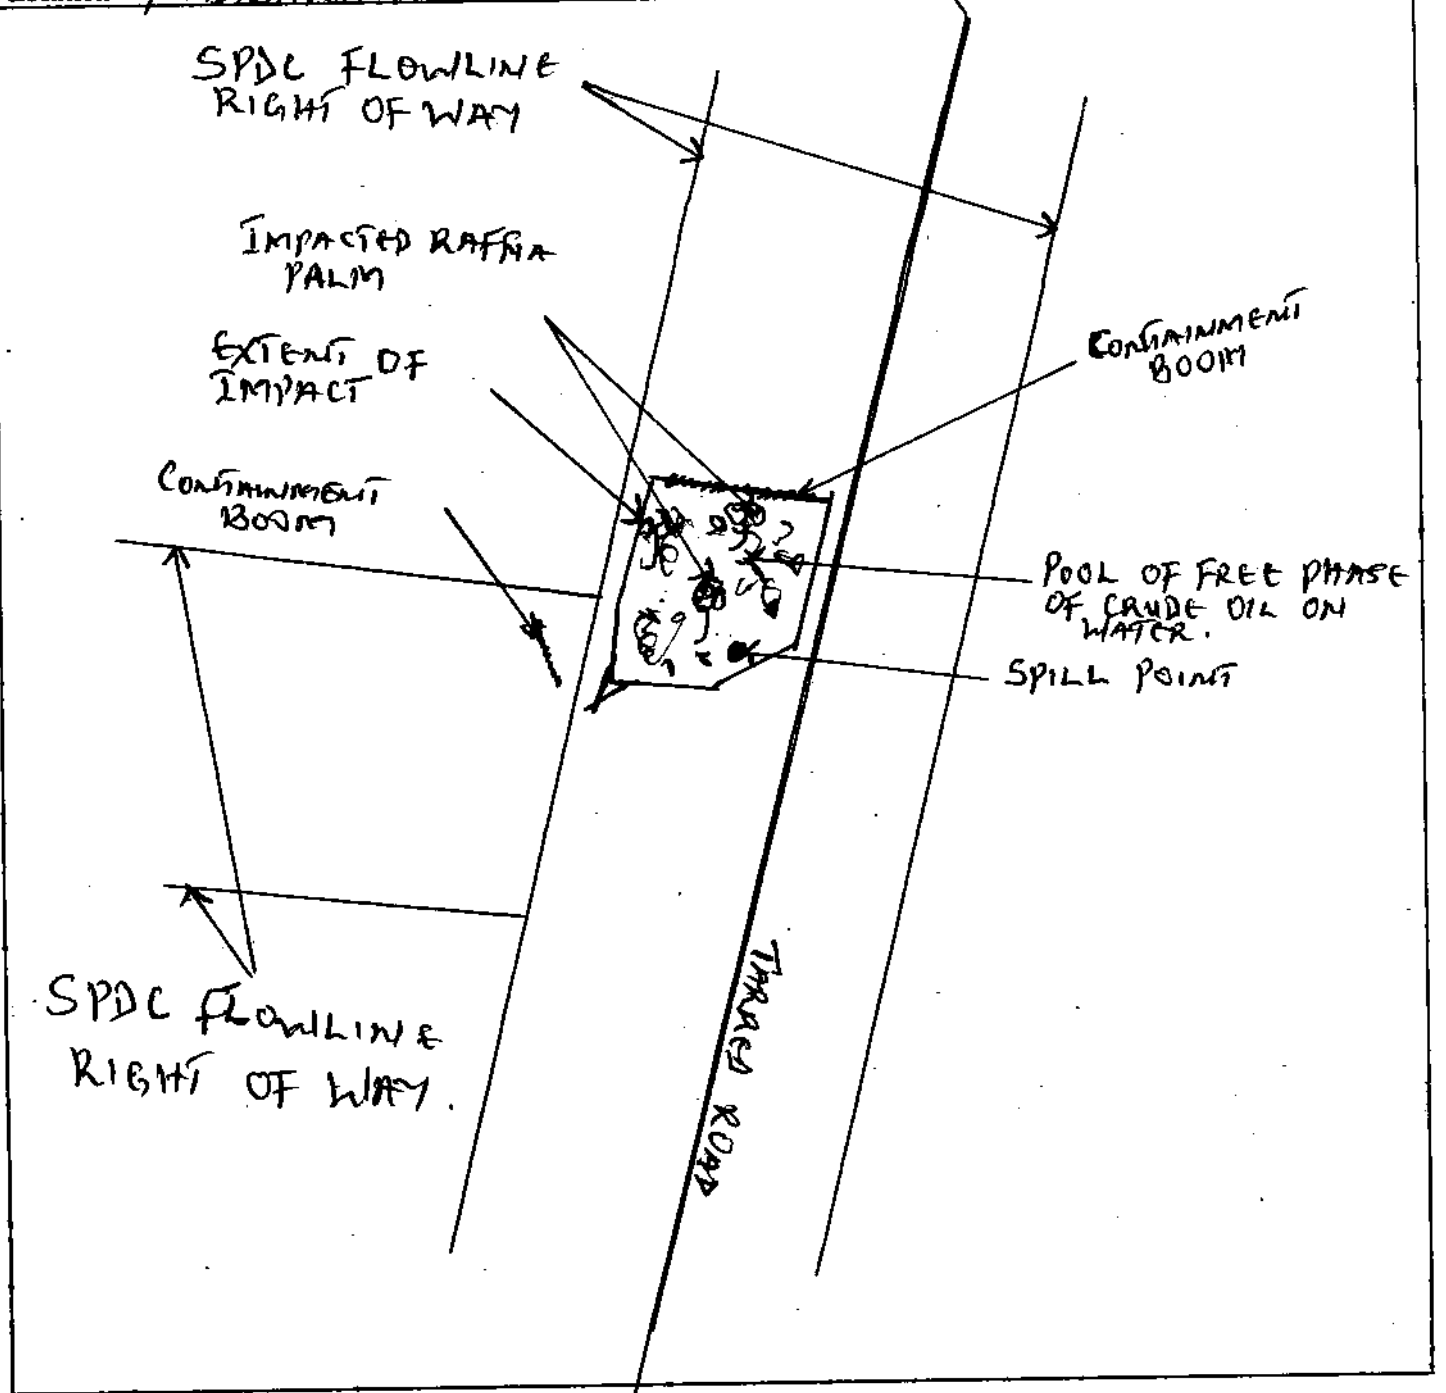 SPDC FLOWLINE
RIGHT OF WAY
IMPACTED RAFFIA
PALM
EXTENT OF
IMPACT
CONTAINMENT
BOOM
CONTAINMENT
BOOM
POOL OF FREE PHASE
OF CRUDE OIL ON
WATER.
SPILL POINT
SPDC FLOWLINE
RIGHT OF WAY.
TARRED ROAD